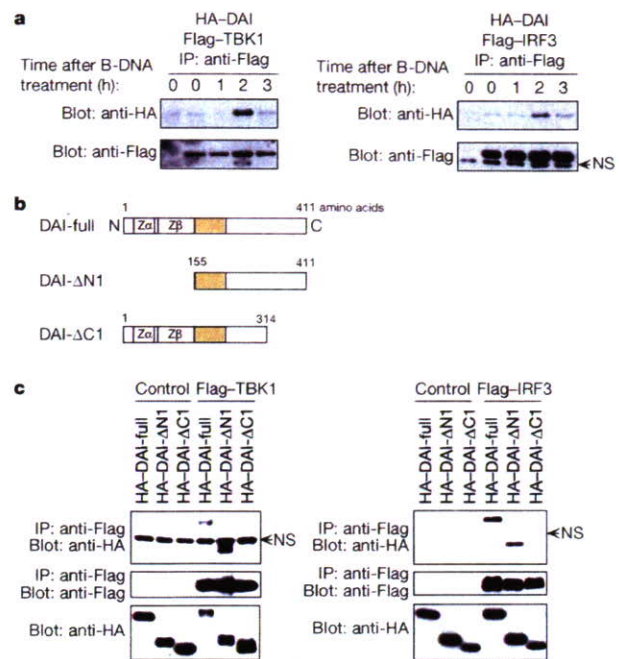 a
HA–DAI
Flag–TBK1
Time after B-DNA IP: anti-Flag
treatment (h): 0 0 1 2 3
Blot: anti-HA
Blot: anti-Flag
HA–DAI
Flag–IRF3
Time after B-DNA IP: anti-Flag
treatment (h): 0 0 1 2 3
Blot: anti-HA
Blot: anti-Flag NS
b
1 411 amino acids
DAI-full N Zα Zβ C
155 411
DAI-ΔN1
1 314
DAI-ΔC1 Zα Zβ
c
Control Flag–TBK1
HA–DAI-full
HA–DAI-ΔN1
HA–DAI-ΔC1
HA–DAI-full
HA–DAI-ΔN1
HA–DAI-ΔC1
IP: anti-Flag
Blot: anti-HA NS
IP: anti-Flag
Blot: anti-Flag
Blot: anti-HA
Control Flag–IRF3
HA–DAI-full
HA–DAI-ΔN1
HA–DAI-ΔC1
HA–DAI-full
HA–DAI-ΔN1
HA–DAI-ΔC1
IP: anti-Flag NS
Blot: anti-HA
IP: anti-Flag
Blot: anti-Flag
Blot: anti-HA